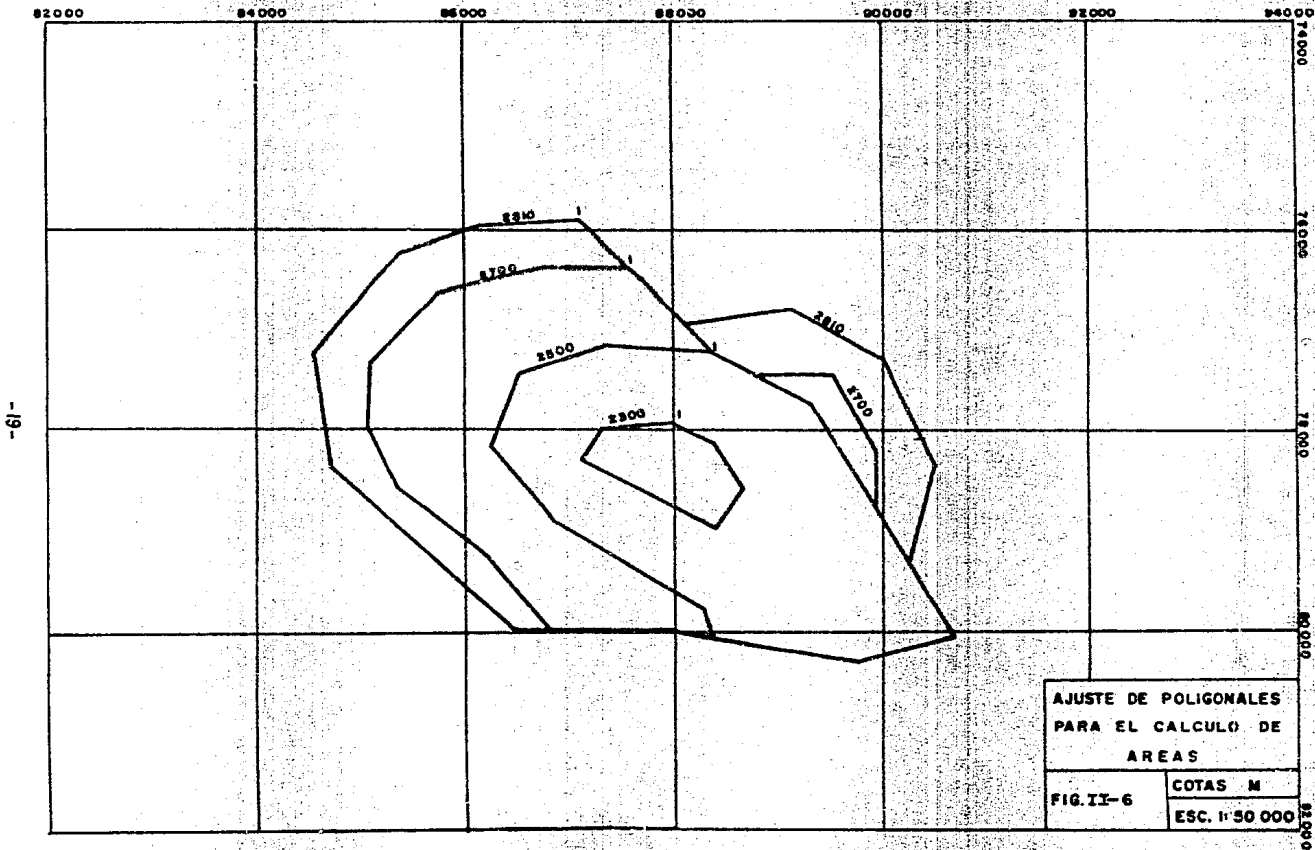 82000 84000 86000 88000 90000 92000 94000
74000
76000
2810 1
2700 1
2810
2500 1
2700
2300 1
78000
-19-
80000
AJUSTE DE POLIGONALES
PARA EL CALCULO DE
AREAS
FIG. II-6
COTAS M
ESC. 1:50 000
82000